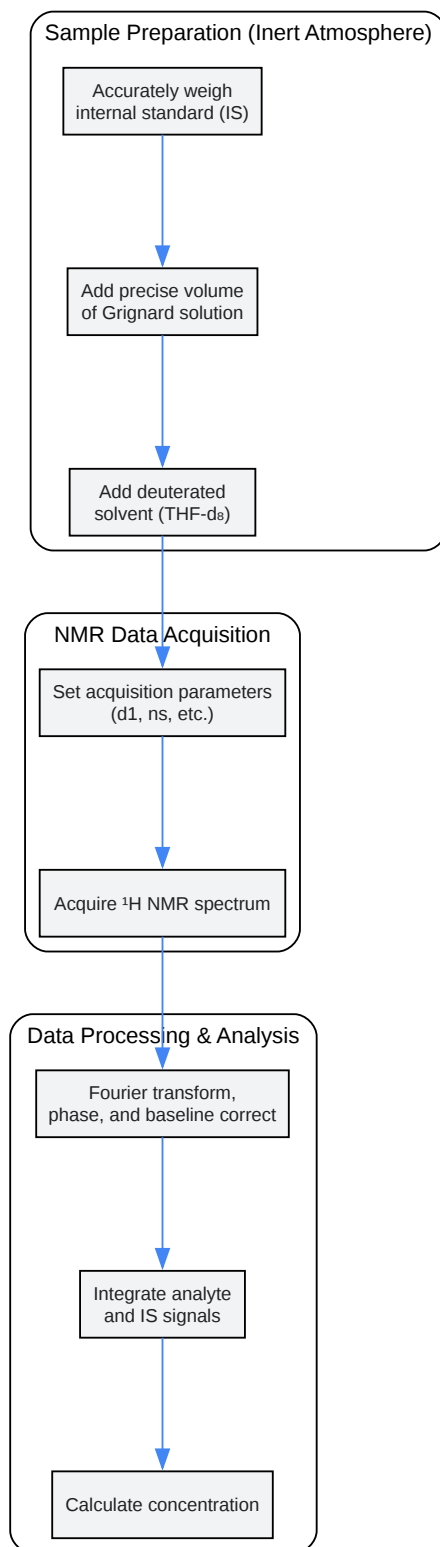 Sample Preparation (Inert Atmosphere)
Accurately weigh
internal standard (IS)
Add precise volume
of Grignard solution
Add deuterated
solvent (THF-d₈)
NMR Data Acquisition
Set acquisition parameters
(d1, ns, etc.)
Acquire ¹H NMR spectrum
Data Processing & Analysis
Fourier transform,
phase, and baseline correct
Integrate analyte
and IS signals
Calculate concentration